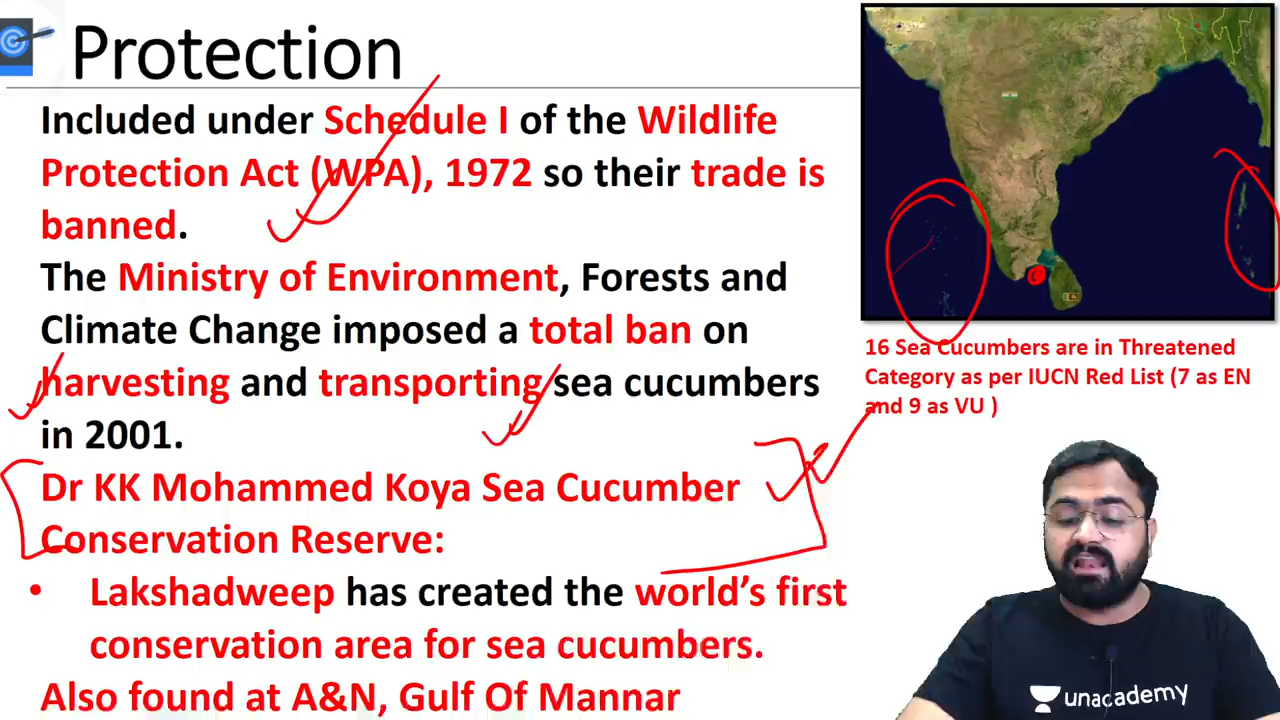 Protection
Included under Schedule I of the Wildlife
Protection Act (WPA), 1972 so their trade is
banned.
The Ministry of Environment, Forests and
Climate Change imposed a total ban on
harvesting and transporting sea cucumbers
in 2001.
Dr KK Mohammed Koya Sea Cucumber
Conservation Reserve:
• Lakshadweep has created the world's first
conservation area for sea cucumbers.
Also found at A&N, Gulf Of Mannar
16 Sea Cucumbers are in Threatened
Category as per IUCN Red List (7 as EN
and 9 as VU )
unacademy